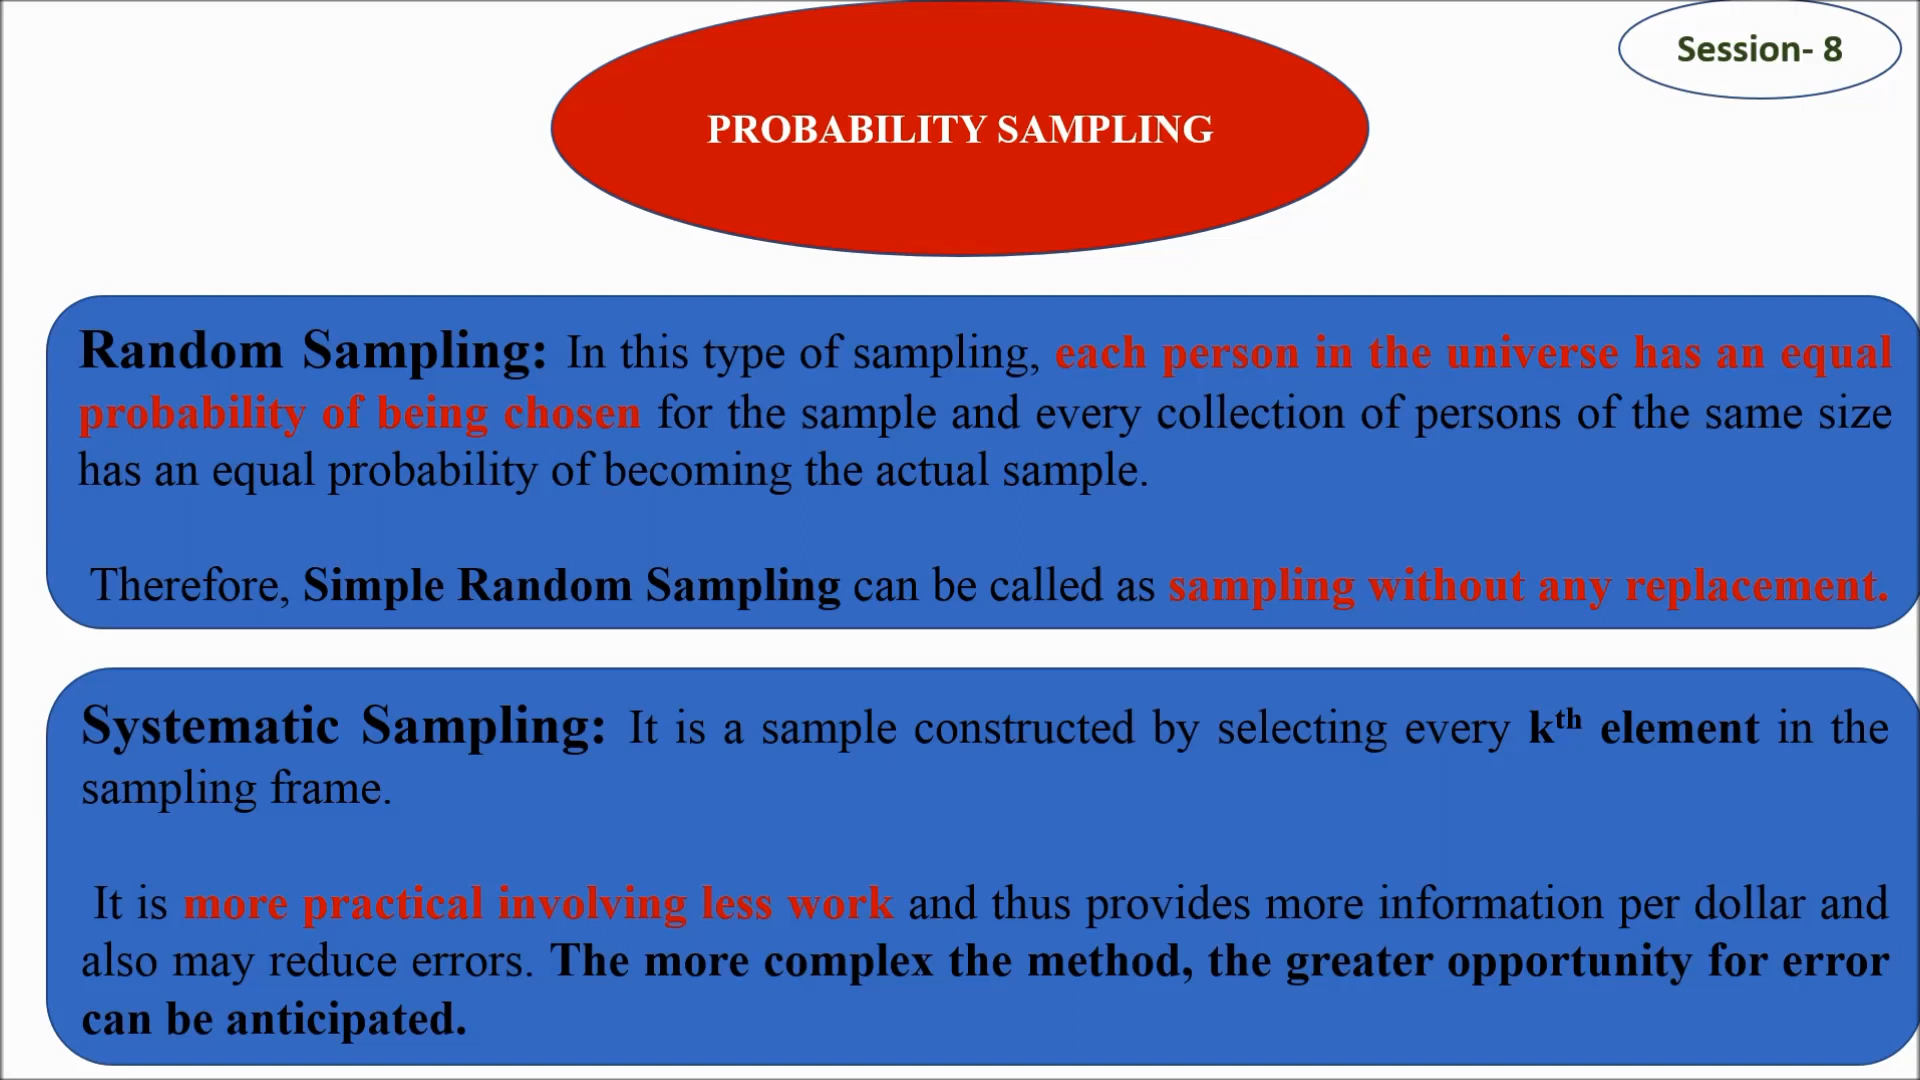 Session- 8
PROBABILITY SAMPLING
Random Sampling: In this type of sampling, each person in the universe has an equal
probability of being chosen for the sample and every collection of persons of the same size
has an equal probability of becoming the actual sample.
Therefore, Simple Random Sampling can be called as sampling without any replacement.
Systematic Sampling: It is a sample constructed by selecting every kth element in the
sampling frame.
It is more practical involving less work and thus provides more information per dollar and
also may reduce errors. The more complex the method, the greater opportunity for error
can be anticipated.